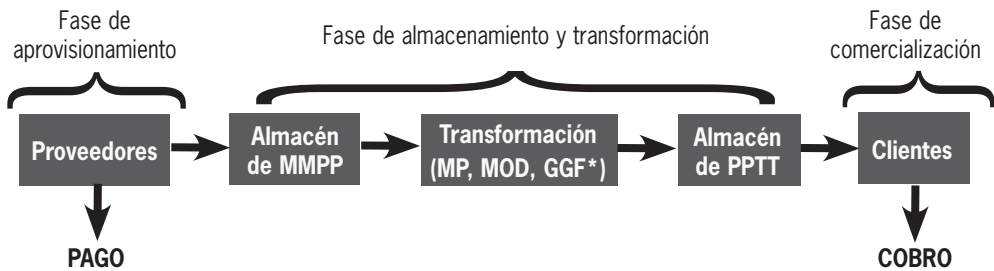 Fase de
aprovisionamiento
Fase de almacenamiento y transformación
Fase de
comercialización
Proveedores
Almacén
de MMPP
Transformación
(MP, MOD, GGF*)
Almacén
de PPTT
Clientes
PAGO
COBRO